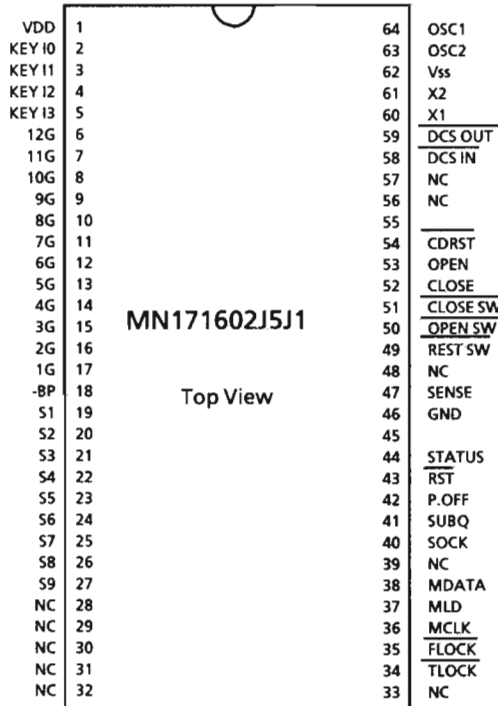 VDD 1 64 OSC1
KEY I0 2 63 OSC2
KEY I1 3 62 Vss
KEY I2 4 61 X2
KEY I3 5 60 X1
12G 6 59 DCS OUT
11G 7 58 DCS IN
10G 8 57 NC
9G 9 56 NC
8G 10 55
7G 11 54 CDRST
6G 12 53 OPEN
5G 13 52 CLOSE
4G 14 51 CLOSE SW
3G 15 MN171602J5J1 50 OPEN SW
2G 16 49 REST SW
1G 17 48 NC
-BP 18 Top View 47 SENSE
S1 19 46 GND
S2 20 45
S3 21 44 STATUS
S4 22 43 RST
S5 23 42 P.OFF
S6 24 41 SUBQ
S7 25 40 SOCK
S8 26 39 NC
S9 27 38 MDATA
NC 28 37 MLD
NC 29 36 MCLK
NC 30 35 FLOCK
NC 31 34 TLOCK
NC 32 33 NC